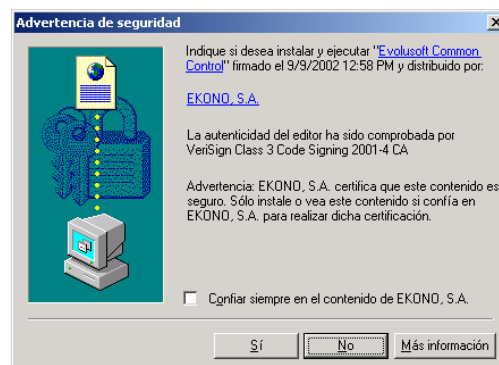 Advertencia de seguridad
Indique si desea instalar y ejecutar "Evolusoft Common
Control" firmado el 9/9/2002 12:58 PM y distribuido por:
EKONO, S.A.
La autenticidad del editor ha sido comprobada por
VeriSign Class 3 Code Signing 2001-4 CA
Advertencia: EKONO, S.A. certifica que este contenido es
seguro. Sólo instale o vea este contenido si confía en
EKONO, S.A. para realizar dicha certificación.
Confiar siempre en el contenido de EKONO, S.A.
Sí
No
Más información